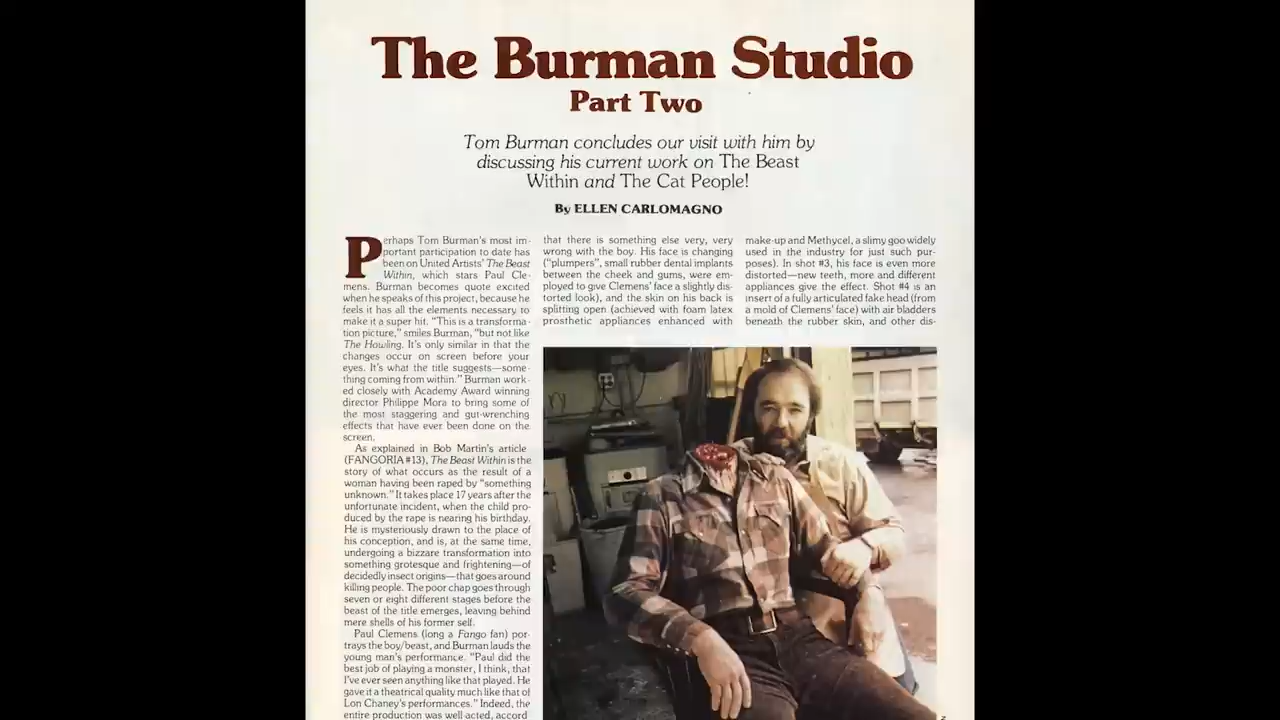 The Burman Studio
Part Two
Tom Burman concludes our visit with him by
discussing his current work on The Beast
Within and The Cat People!
By ELLEN CARLOMAGNO
Perhaps Tom Burman's most im-
portant participation to date has
been on United Artists' The Beast
Within, which stars Paul Cle-
mens. Burman becomes quote excited
when he speaks of this project, because he
feels it has all the elements necessary to
make it a super hit. "This is a transforma-
tion picture," smiles Burman, "but not like
The Howling. It's only similar in that the
changes occur on screen before your
eyes. It's what the title suggests—some-
thing coming from within." Burman work-
ed closely with Academy Award winning
director Philippe Mora to bring some of
the most staggering and gut-wrenching
effects that have ever been done on the
screen.
As explained in Bob Martin's article
(FANGORIA #13), The Beast Within is the
story of what occurs as the result of a
woman having been raped by "something
unknown." It takes place 17 years after the
unfortunate incident, when the child pro-
duced by the rape is nearing his birthday.
He is mysteriously drawn to the place of
his conception, and is, at the same time,
undergoing a bizzare transformation into
something grotesque and frightening—of
decidedly insect origins—that goes around
killing people. The poor chap goes through
seven or eight different stages before the
beast of the title emerges, leaving behind
mere shells of his former self.
Paul Clemens (long a Fango fan) por-
trays the boy/beast, and Burman lauds the
young man's performance. "Paul did the
best job of playing a monster, I think, that
I've ever seen anything like that played. He
gave it a theatrical quality much like that of
Lon Chaney's performances." Indeed, the
entire production was well acted, accord
that there is something else very, very
wrong with the boy. His face is changing
("plumpers", small rubber dental implants
between the cheek and gums, were em-
ployed to give Clemens' face a slightly dis-
torted look), and the skin on his back is
splitting open (achieved with foam latex
prosthetic appliances enhanced with
make-up and Methycel, a slimy goo widely
used in the industry for just such pur-
poses). In shot #3, his face is even more
distorted—new teeth, more and different
appliances give the effect. Shot #4 is an
insert of a fully articulated fake head (from
a mold of Clemens' face) with air bladders
beneath the rubber skin, and other dis-